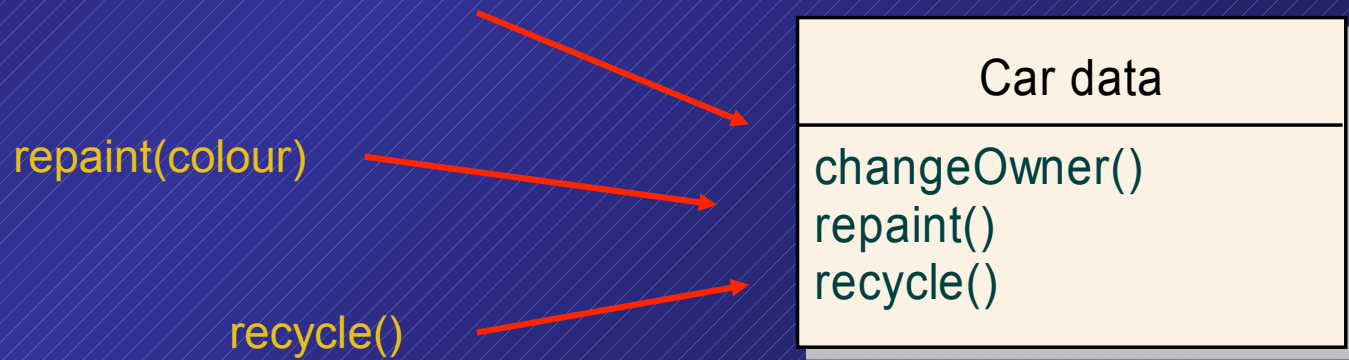 Car data
repaint(colour)
changeOwner()
repaint()
recycle()
recycle()